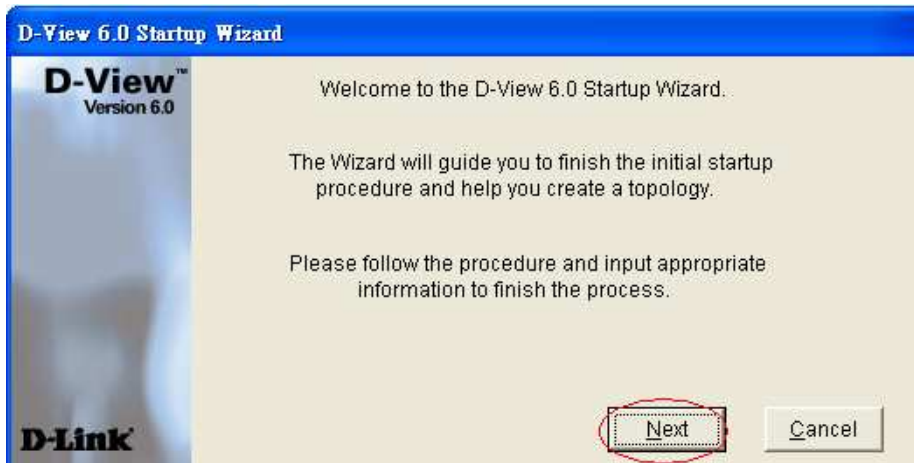 D-View 6.0 Startup Wizard
D-View™
Version 6.0
Welcome to the D-View 6.0 Startup Wizard.
The Wizard will guide you to finish the initial startup
procedure and help you create a topology.
Please follow the procedure and input appropriate
information to finish the process.
D-Link
Next
Cancel